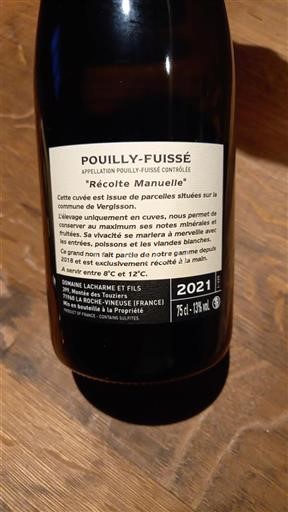 POUILLY-FUISSÉ
APPELLATION POUILLY-FUISSÉ CONTRÔLÉE
"Récolte Manuelle"
Cette cuvée est issue de parcelles situées sur la
commune de Vergisson.
L'élevage uniquement en cuves, nous permet de
conserver au maximum ses notes minérales et
fruitées. Sa vivacité se mariera à merveille avec
les entrées, poissons et les viandes blanches.
Ce grand nom fait partie de notre gamme depuis
2018 et est exclusivement récolté à la main.
A servir entre 8°C et 12°C.
DOMAINE LACHARME ET FILS
399, Montée des Touziers
71960 LA ROCHE-VINEUSE (FRANCE)
Mis en bouteille à la Propriété
PRODUCT OF FRANCE - CONTAINS SULFITES
2021
75 cl - 13% vol.